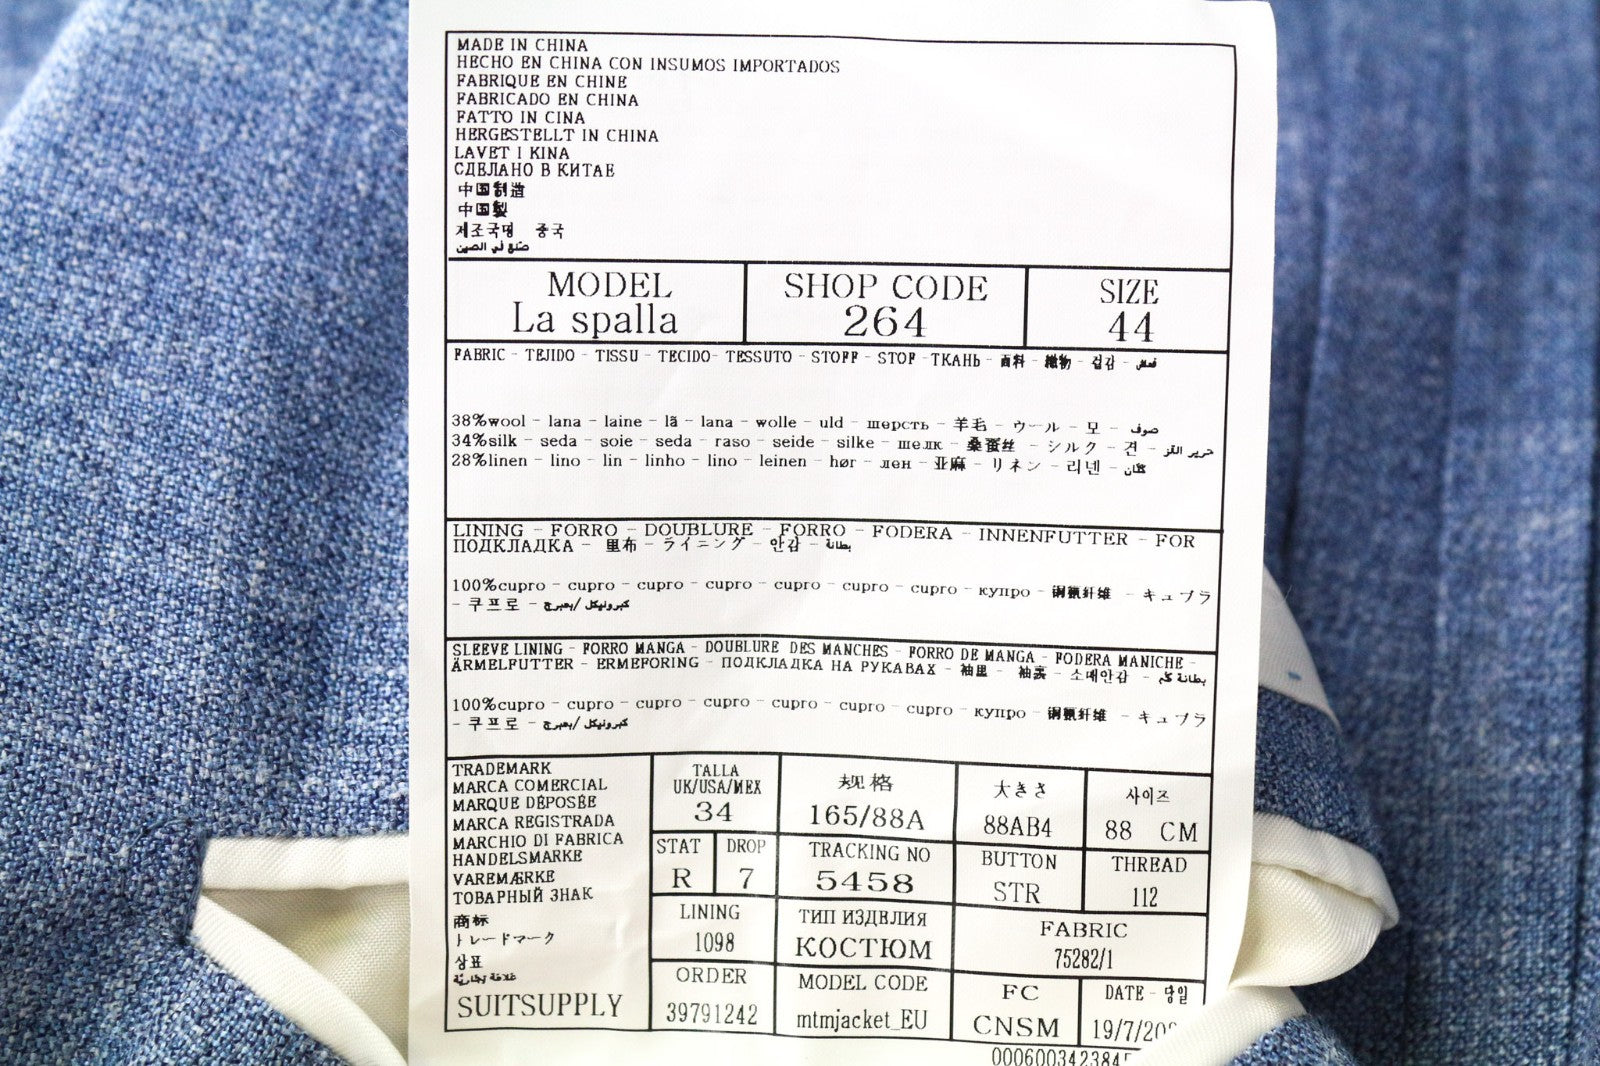 MADE IN CHINA
HECHO EN CHINA CON INSUMOS IMPORTADOS
FABRIQUE EN CHINE
FABRICADO EN CHINA
FATTO IN CINA
HERGESTELLT IN CHINA
LAVET I KINA
СДЕЛАНО В КИТАЕ
中国制造
中国製
제조국명 중국
صنع في الصين
MODEL
La spalla
SHOP CODE
264
SIZE
44
FABRIC - TEJIDO - TISSU - TECIDO - TESSUTO - STOFF - STOF - ТКАНЬ - 面料 - 織物 - 겉감 - قماش
38%wool - lana - laine - lã - lana - wolle - uld - шерсть - 羊毛 - ウール - 모 - صوف
34%silk - seda - soie - seda - raso - seide - silke - шелк - 桑蚕丝 - シルク - 견 - حرير القز
28%linen - lino - lin - linho - lino - leinen - hør - лен - 亚麻 - リネン - 리넨 - كتان
LINING - FORRO - DOUBLURE - FORRO - FODERA - INNENFUTTER - FOR
ПОДКЛАДКА - 里布 - ライニング - 안감 - بطانة
100%cupro - cupro - cupro - cupro - cupro - cupro - cupro - купро - 铜氨纤维 - キュプラ
- 쿠프로 -
SLEEVE LINING - FORRO MANGA - DOUBLURE DES MANCHES - FORRO DE MANGA - FODERA MANICHE -
ÄRMELFUTTER - ERMEFORING - ПОДКЛАДКА НА РУКАВАХ - 袖里 - 袖裏 - 소매안감 - بطانة كم
100%cupro - cupro - cupro - cupro - cupro - cupro - cupro - купро - 铜氨纤维 - キュプラ
- 쿠프로 -
TRADEMARK
MARCA COMERCIAL
MARQUE DÉPOSÉE
MARCA REGISTRADA
MARCHIO DI FABRICA
HANDELSMARKE
VAREMÆRKE
ТОВАРНЫЙ ЗНАК
商标
トレードマーク
상표
علامة تجارية
SUITSUPPLY
TALLA
UK/USA/MEX
34
规格
165/88A
大きさ
88AB4
사이즈
88 CM
STAT
R
DROP
7
TRACKING NO
5458
BUTTON
STR
THREAD
112
LINING
1098
ТИП ИЗДЕЛИЯ
КОСТЮМ
FABRIC
75282/1
ORDER
39791242
MODEL CODE
mtmjacket_EU
FC
CNSM
DATE - 당일
19/7/20
000600342384